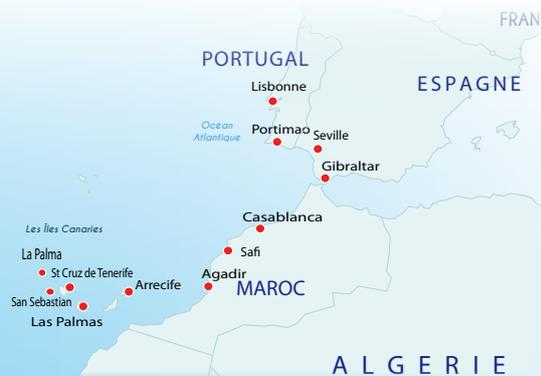 FRAN
PORTUGAL
ESPAGNE
Lisbonne
Océan
Atlantique
Portimao
Seville
Gibraltar
Casablanca
Les Îles Canaries
Safi
La Palma
St Cruz de Tenerife
Agadir
Arrecife
MAROC
San Sebastian
Las Palmas
ALGERIE